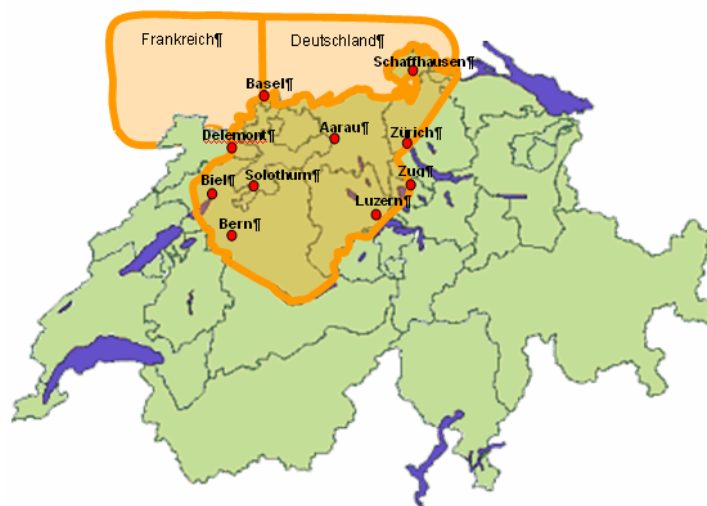 Frankreich¶
Deutschland¶
Schaffhausen¶
Basel¶
Delemont¶
Aarau¶
Zürich¶
Biel¶
Solothurn¶
Zug¶
Luzern¶
Bern¶